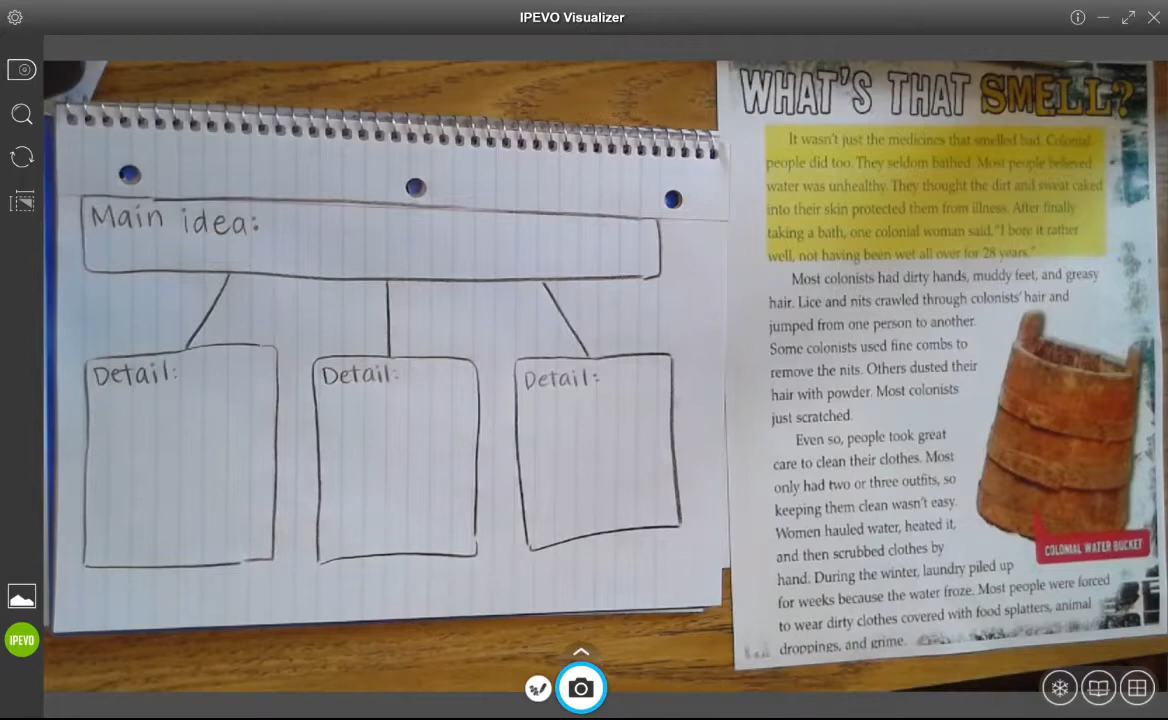 IPEVO Visualizer
Main idea:
Detail:
Detail:
Detail:
WHAT'S THAT SMELL?
It wasn't just the medicines that smelled bad. Colonial
people did too. They seldom bathed. Most people believed
water was unhealthy. They thought the dirt and sweat caked
into their skin protected them from illness. After finally
taking a bath, one colonial woman said, "I bore it rather
well, not having been wet all over for 28 years."
Most colonists had dirty hands, muddy feet, and greasy
hair. Lice and nits crawled through colonists' hair and
jumped from one person to another.
Some colonists used fine combs to
remove the nits. Others dusted their
hair with powder. Most colonists
just scratched.
Even so, people took great
care to clean their clothes. Most
only had two or three outfits, so
keeping them clean wasn't easy.
Women hauled water, heated it,
and then scrubbed clothes by
hand. During the winter, laundry piled up
for weeks because the water froze. Most people were forced
to wear dirty clothes covered with food splatters, animal
droppings, and grime.
COLONIAL WATER BUCKET
IPEVO